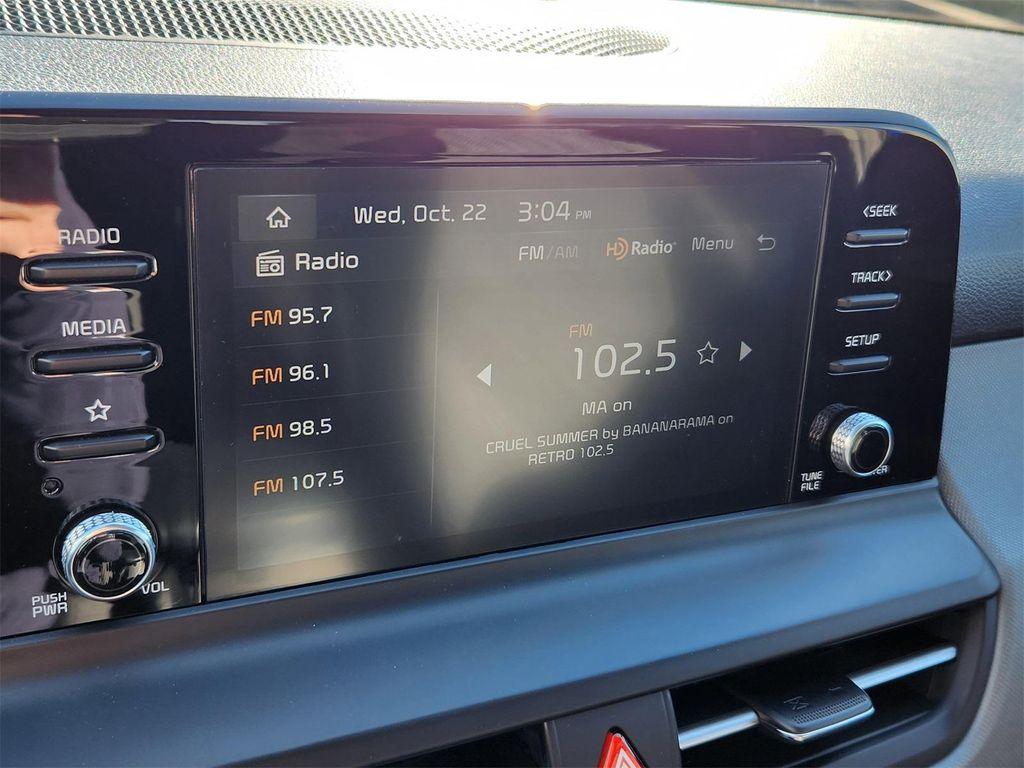 RADIO
MEDIA
PUSH
PWR
VOL
Wed, Oct. 22 3:04 PM
Radio
FM/AM HD Radio Menu
FM 95.7
FM 96.1
FM 98.5
FM 107.5
FM
102.5
MA on
CRUEL SUMMER by BANANARAMA on
RETRO 102.5
<SEEK
TRACK>
SETUP
TUNE
FILE